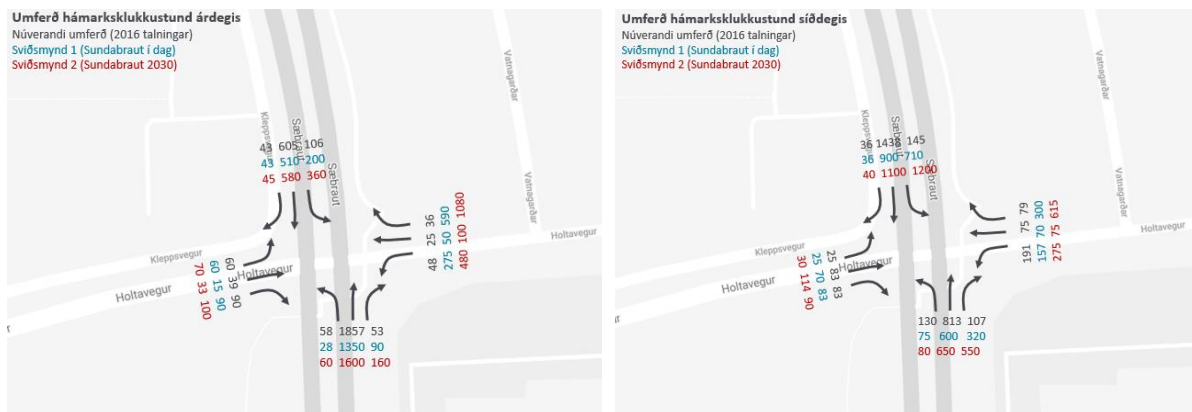 Umferð hámarksklukkustund árdegis
Núverandi umferð (2016 talningar)
Sviðsmynd 1 (Sundabraut í dag)
Sviðsmynd 2 (Sundabraut 2030)
Vatnagarðar
Vatnagarðar
Kleppsvegur
Sæbraut
Sæbraut
43 605 106
43 510 200
45 580 360
48 25 36
275 50 590
480 100 1080
Holtavegur
Kleppsvegur
Holtavegur
Holtavegur
60 39 90
60 15 90
70 33 100
58 1857 53
28 1350 90
60 1600 160
Umferð hámarksklukkustund síðdegis
Núverandi umferð (2016 talningar)
Sviðsmynd 1 (Sundabraut í dag)
Sviðsmynd 2 (Sundabraut 2030)
Vatnagarðar
Vatnagarðar
Kleppsvegur
Sæbraut
Sæbraut
36 1438 145
36 900 710
40 1100 1200
191 75 79
157 70 300
275 75 615
Holtavegur
Kleppsvegur
Holtavegur
Holtavegur
25 83 83
25 70 83
30 114 90
130 813 107
75 600 320
80 650 550